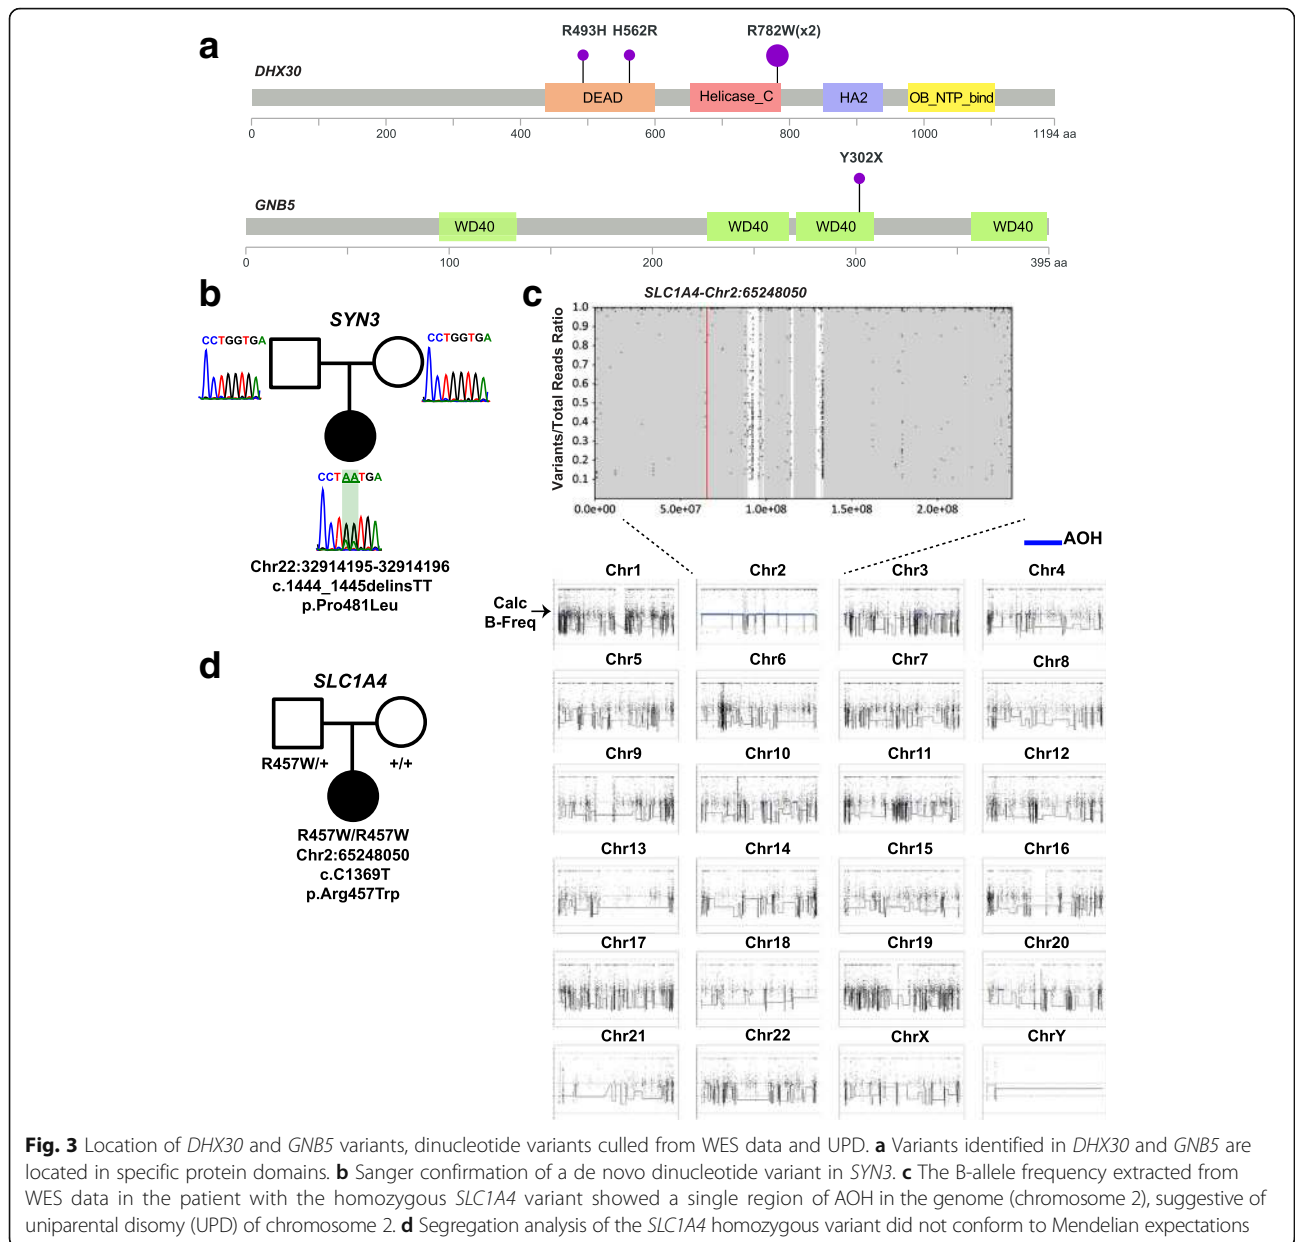 a
R493H H562R R782W(x2)
DHX30
DEAD Helicase_C HA2 OB_NTP_bind
0 200 400 600 800 1000 1194 aa
Y302X
GNB5
WD40 WD40 WD40 WD40
0 100 200 300 395 aa
b
SYN3
CCTGGTGA CCTGGTGA
CCTAATGA
Chr22:32914195-32914196
c.1444_1445delinsTT
p.Pro481Leu
c
SLC1A4-Chr2:65248050
Variants/Total Reads Ratio
1.0
0.9
0.8
0.7
0.6
0.5
0.4
0.3
0.2
0.1
0.0e+00 5.0e+07 1.0e+08 1.5e+08 2.0e+08
AOH
Calc
B-Freq
Chr1 Chr2 Chr3 Chr4
Chr5 Chr6 Chr7 Chr8
Chr9 Chr10 Chr11 Chr12
Chr13 Chr14 Chr15 Chr16
Chr17 Chr18 Chr19 Chr20
Chr21 Chr22 ChrX ChrY
d
SLC1A4
R457W/+ +/+
R457W/R457W
Chr2:65248050
c.C1369T
p.Arg457Trp
Fig. 3 Location of DHX30 and GNB5 variants, dinucleotide variants culled from WES data and UPD. a Variants identified in DHX30 and GNB5 are
located in specific protein domains. b Sanger confirmation of a de novo dinucleotide variant in SYN3. c The B-allele frequency extracted from
WES data in the patient with the homozygous SLC1A4 variant showed a single region of AOH in the genome (chromosome 2), suggestive of
uniparental disomy (UPD) of chromosome 2. d Segregation analysis of the SLC1A4 homozygous variant did not conform to Mendelian expectations